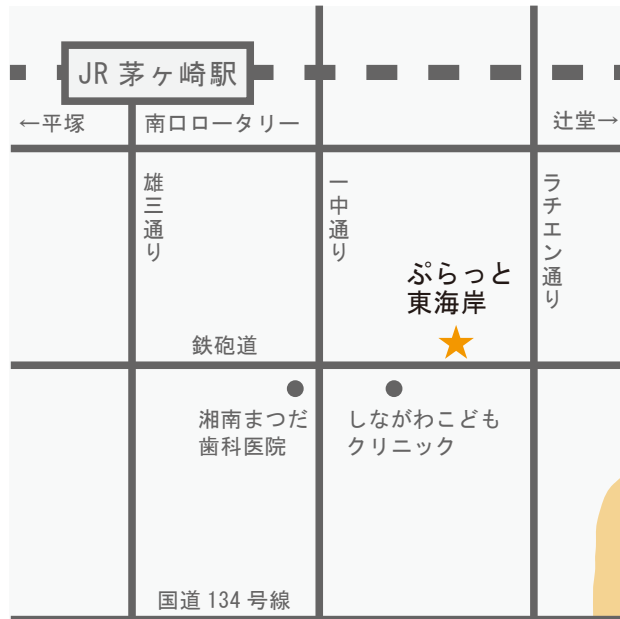 JR 茅ヶ崎駅
←平塚
南口ロータリー
辻堂→
雄三通り
一中通り
ラチエン通り
ぷらっと
東海岸
鉄砲道
湘南まつだ
歯科医院
しながわこども
クリニック
国道 134 号線